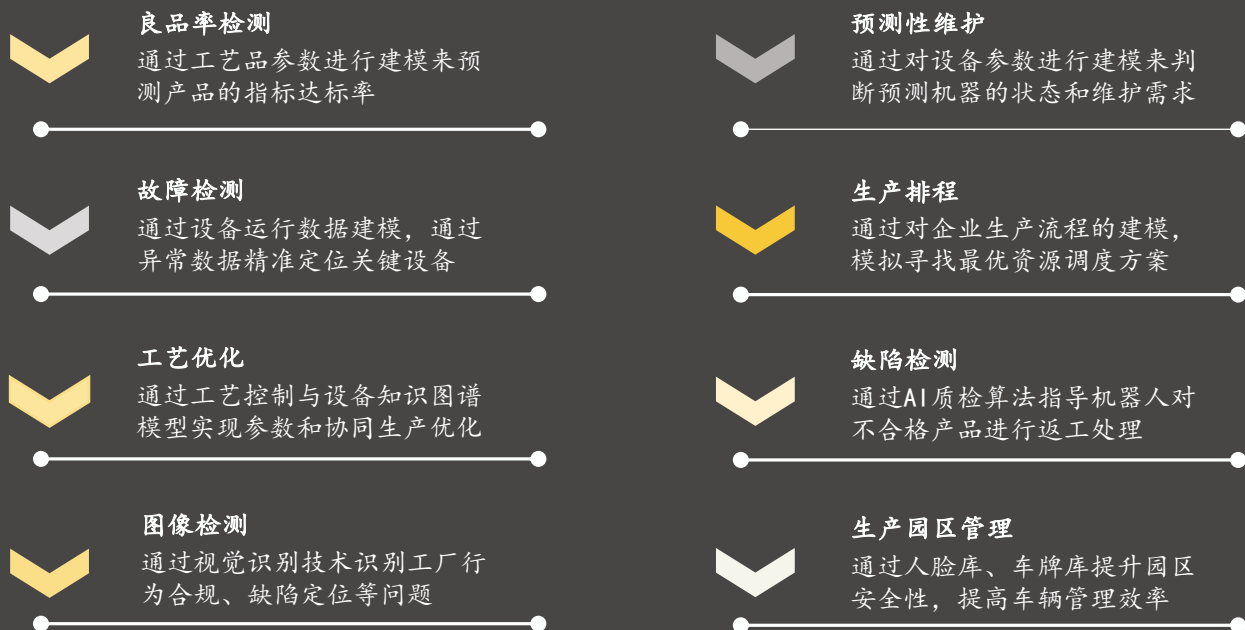 良品率检测
通过工艺品参数进行建模来预
测产品的指标达标率
故障检测
通过设备运行数据建模，通过
异常数据精准定位关键设备
工艺优化
通过工艺控制与设备知识图谱
模型实现参数和协同生产优化
图像检测
通过视觉识别技术识别工厂行
为合规、缺陷定位等问题
预测性维护
通过对设备参数进行建模来判
断预测机器的状态和维护需求
生产排程
通过对企业生产流程的建模，
模拟寻找最优资源调度方案
缺陷检测
通过AI质检算法指导机器人对
不合格产品进行返工处理
生产园区管理
通过人脸库、车牌库提升园区
安全性，提高车辆管理效率